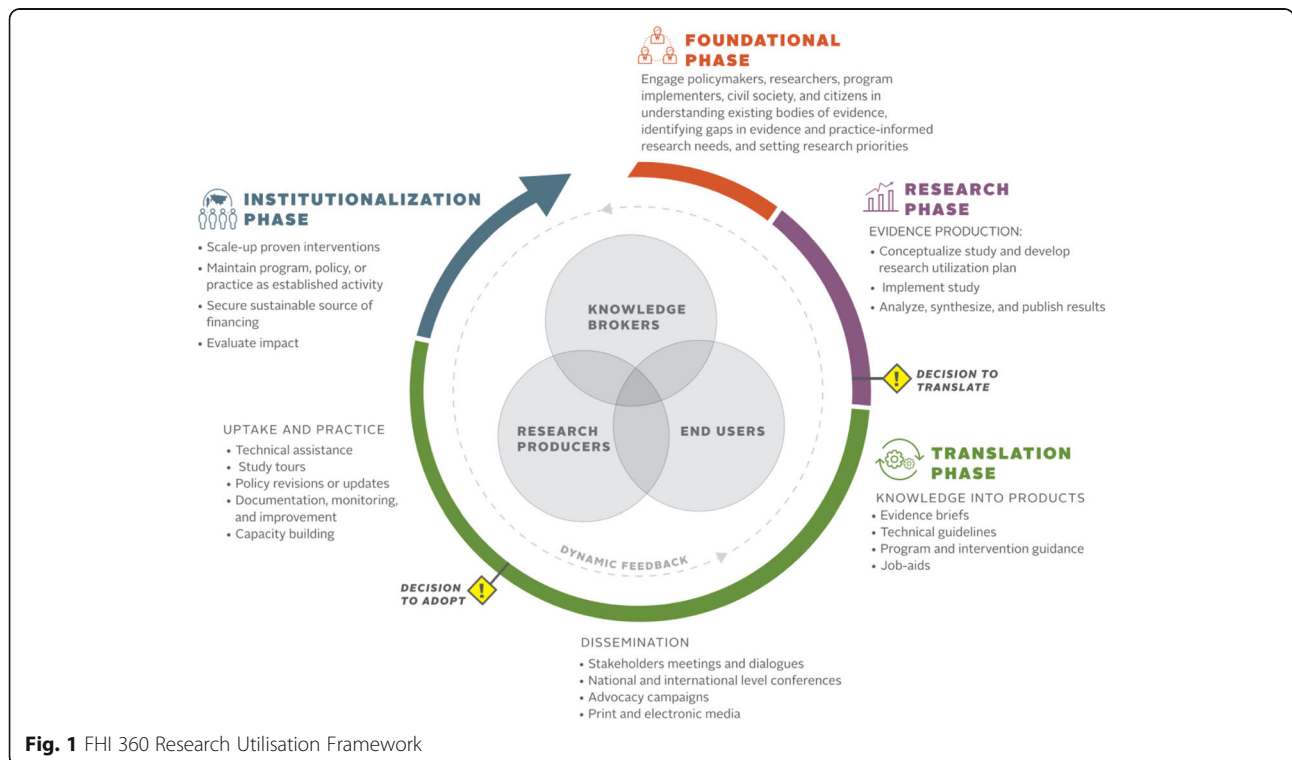 FOUNDATIONAL
PHASE
Engage policymakers, researchers, program
implementers, civil society, and citizens in
understanding existing bodies of evidence,
identifying gaps in evidence and practice-informed
research needs, and setting research priorities
RESEARCH
PHASE
EVIDENCE PRODUCTION:
• Conceptualize study and develop
research utilization plan
• Implement study
• Analyze, synthesize, and publish results
DECISION TO
TRANSLATE
TRANSLATION
PHASE
KNOWLEDGE INTO PRODUCTS
• Evidence briefs
• Technical guidelines
• Program and intervention guidance
• Job-aids
DISSEMINATION
• Stakeholders meetings and dialogues
• National and international level conferences
• Advocacy campaigns
• Print and electronic media
DECISION
TO ADOPT
UPTAKE AND PRACTICE
• Technical assistance
• Study tours
• Policy revisions or updates
• Documentation, monitoring,
and improvement
• Capacity building
INSTITUTIONALIZATION
PHASE
• Scale-up proven interventions
• Maintain program, policy, or
practice as established activity
• Secure sustainable source of
financing
• Evaluate impact
KNOWLEDGE
BROKERS
RESEARCH
PRODUCERS
END USERS
DYNAMIC FEEDBACK
!
!
Fig. 1 FHI 360 Research Utilisation Framework